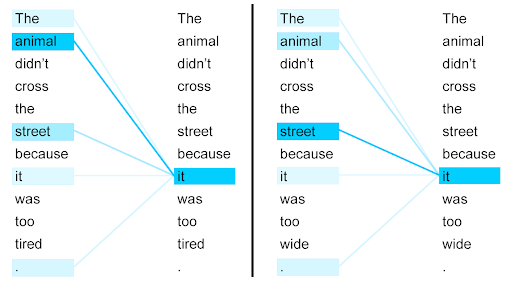 The
animal
didn't
cross
the
street
because
it
was
too
tired
.
The
animal
didn't
cross
the
street
because
it
was
too
tired
.
The
animal
didn't
cross
the
street
because
it
was
too
wide
.
The
animal
didn't
cross
the
street
because
it
was
too
wide
.